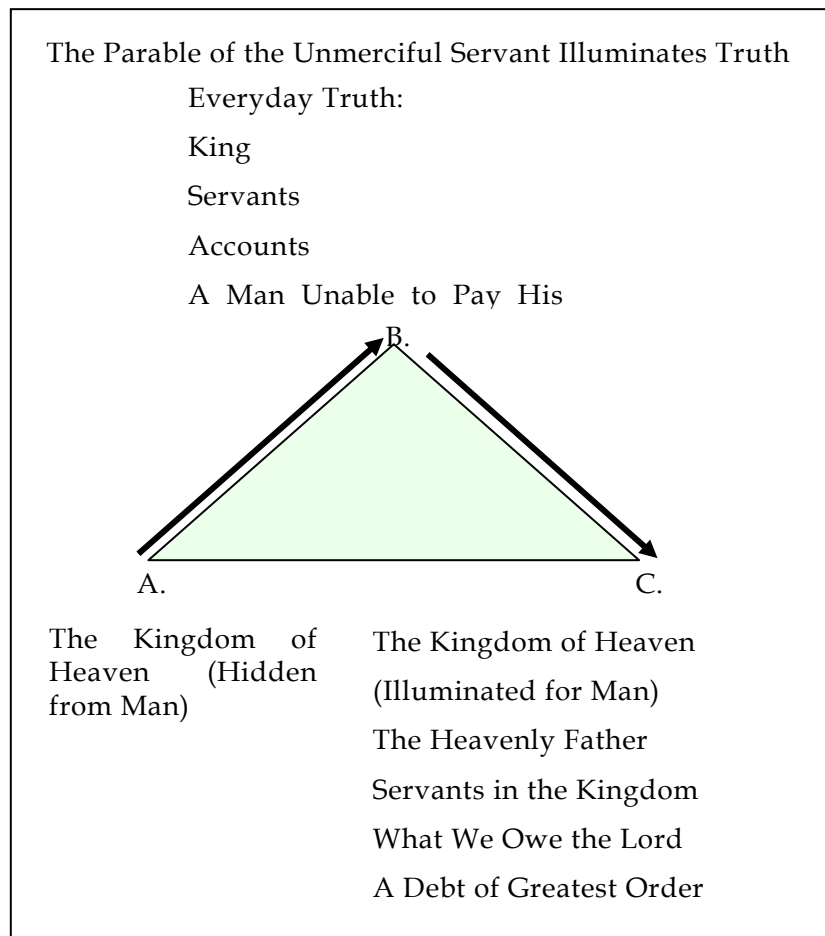 The Parable of the Unmerciful Servant Illuminates Truth
Everyday Truth:
King
Servants
Accounts
A Man Unable to Pay His
B.
A.
C.
The Kingdom of
Heaven (Hidden
from Man)
The Kingdom of Heaven
(Illuminated for Man)
The Heavenly Father
Servants in the Kingdom
What We Owe the Lord
A Debt of Greatest Order